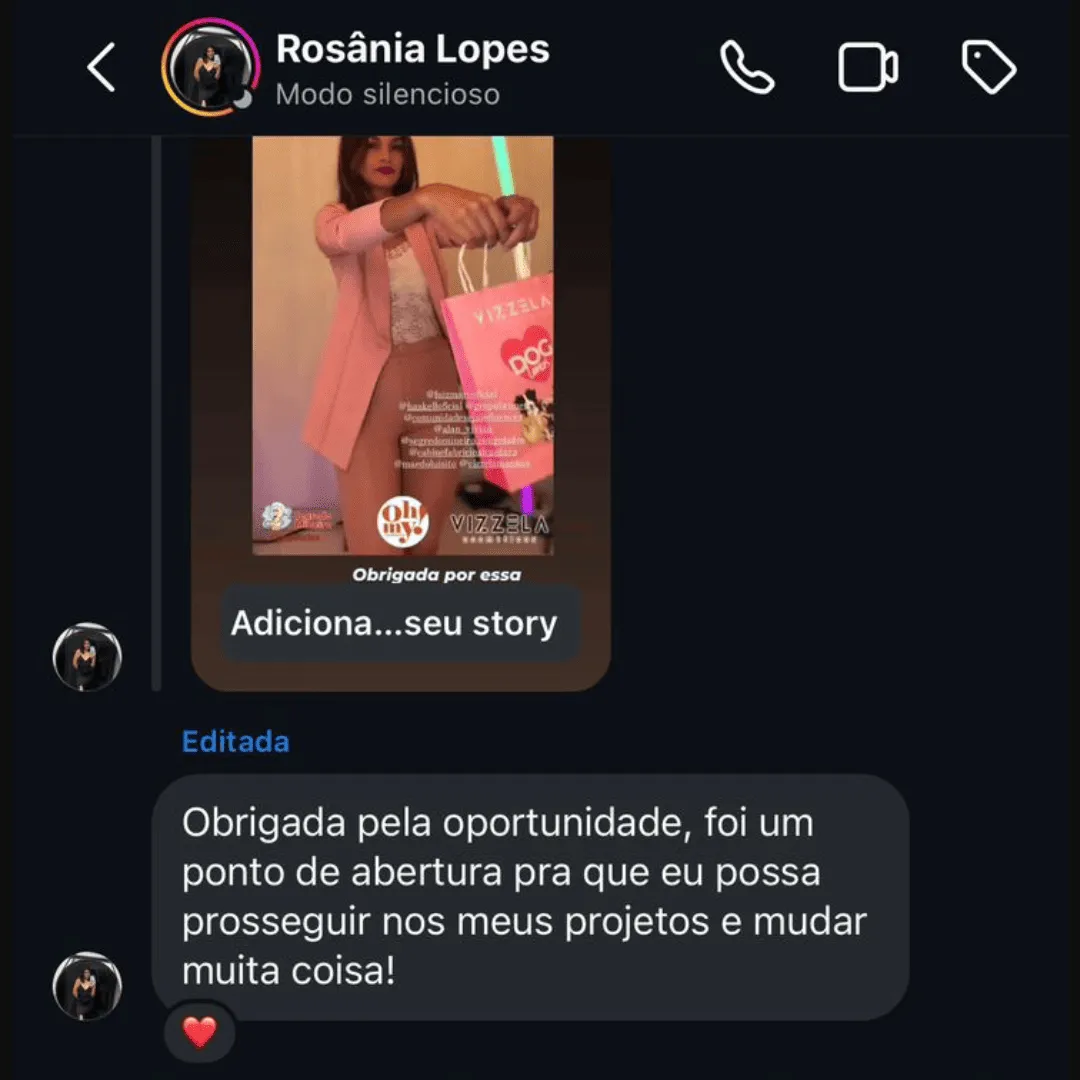 Rosânia Lopes
Modo silencioso
VIZZELA
DOG
oh
my!
VIZZELA
Obrigada por essa
Adiciona...seu story
Editada
Obrigada pela oportunidade, foi um
ponto de abertura pra que eu possa
prosseguir nos meus projetos e mudar
muita coisa!